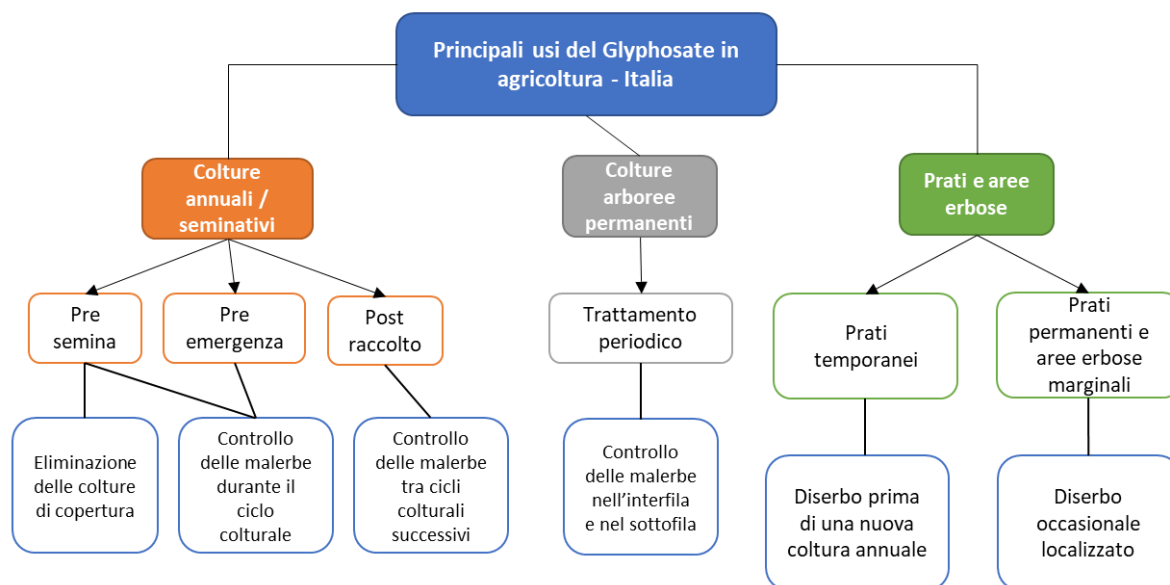 Principali usi del Glyphosate in
agricoltura - Italia
Colture
annuali /
seminativi
Colture
arboree
permanenti
Prati e aree
erbose
Pre
semina
Pre
emergenza
Post
raccolto
Trattamento
periodico
Prati
temporanei
Prati
permanenti e
aree erbose
marginali
Eliminazione
delle colture
di copertura
Controllo
delle malerbe
durante il
ciclo
colturale
Controllo
delle malerbe
tra cicli
colturali
successivi
Controllo
delle malerbe
nell'interfila
e nel sottofila
Diserbo prima
di una nuova
coltura annuale
Diserbo
occasionale
localizzato